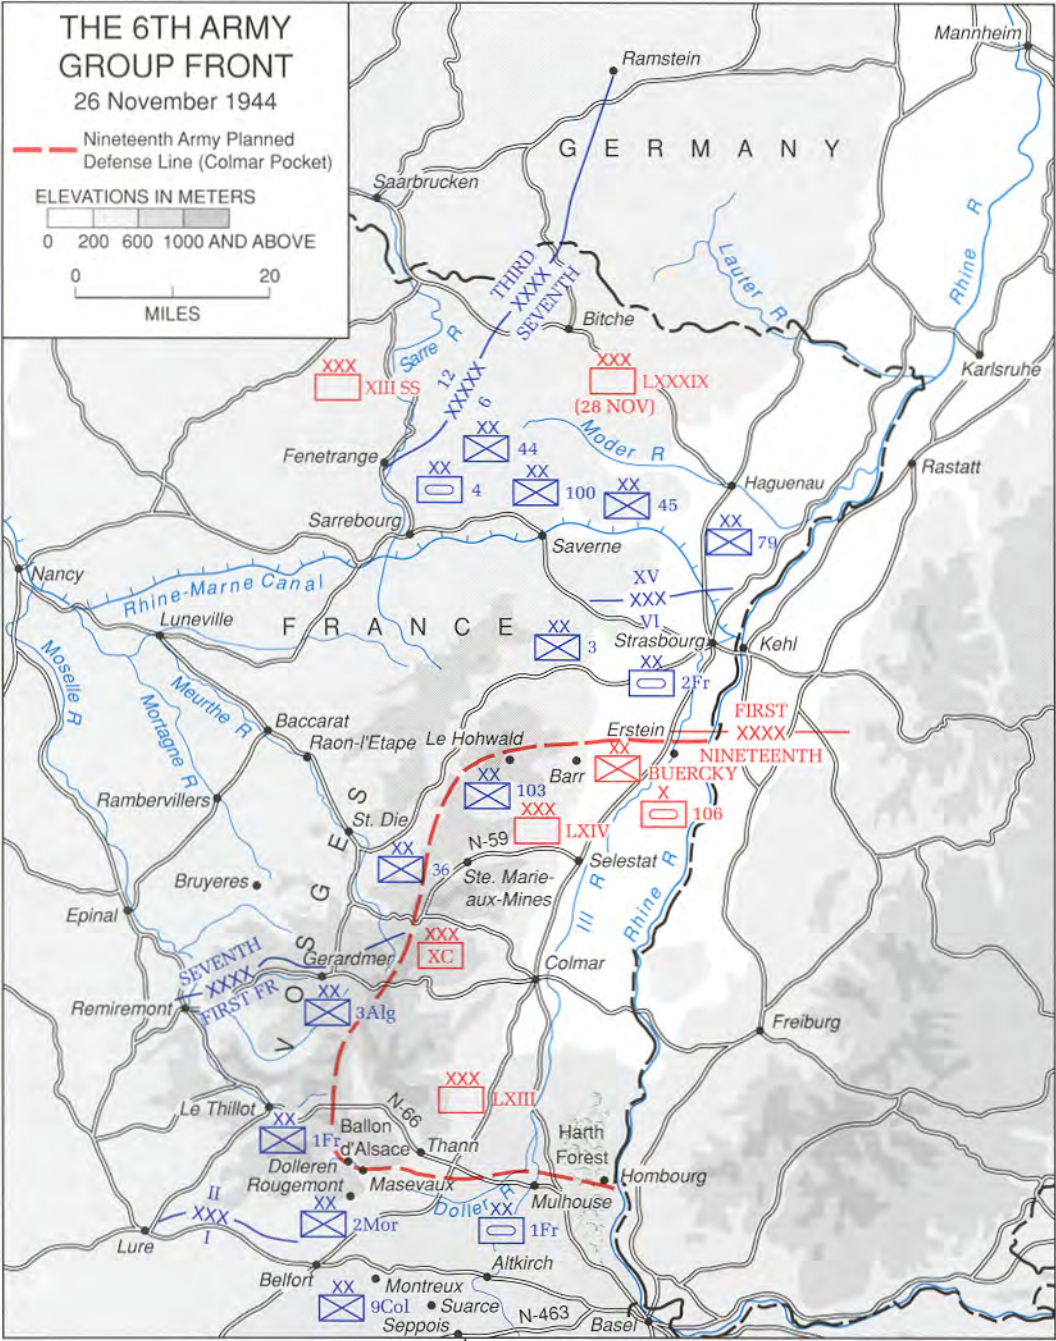 THE 6TH ARMY
GROUP FRONT
26 November 1944
Nineteenth Army Planned
Defense Line (Colmar Pocket)
ELEVATIONS IN METERS
0 200 600 1000 AND ABOVE
0 20
MILES
Mannheim
Ramstein
GERMANY
Saarbrucken
Rhine R
Lauter R
THIRD
XXXX
SEVENTH
Bitche
Sarre R
Karlsruhe
XXX
XIII SS
XXX
LXXXIX
(28 NOV)
12
XXXXX
6
Moder R
XX
44
Fenetrange
XX
4
XX
100
XX
45
Haguenau
Rastatt
Sarrebourg
Saverne
XX
79
Nancy
Rhine-Marne Canal
XV
XXX
VI
Luneville
FRANCE
XX
3
Strasbourg
Kehl
Moselle R
Meurthe R
Mortagne R
XX
2Fr
Baccarat
Raon-l'Etape
Le Hohwald
Erstein
FIRST
XXXX
NINETEENTH
Barr
XX
BUERCKY
XX
103
X
106
Rambervillers
St. Die
XXX
LXIV
VOSGES
N-59
XX
36
Ste. Marie-
aux-Mines
Selestat
Bruyeres
Epinal
Ill R
Rhine R
XXX
XC
SEVENTH
XXXX
FIRST FR
Gerardmer
Colmar
Remiremont
XX
3Alg
Freiburg
XXX
LXIII
Le Thillot
N-66
XX
1Fr
Ballon
d'Alsace
Thann
Harth
Forest
Dolleren
Rougemont
Masevaux
Hombourg
Mulhouse
Doller R
II
XXX
I
XX
2Mor
XX
1Fr
Lure
Belfort
Altkirch
Montreux
XX
9Col
Suarce
Seppois
N-463
Basel